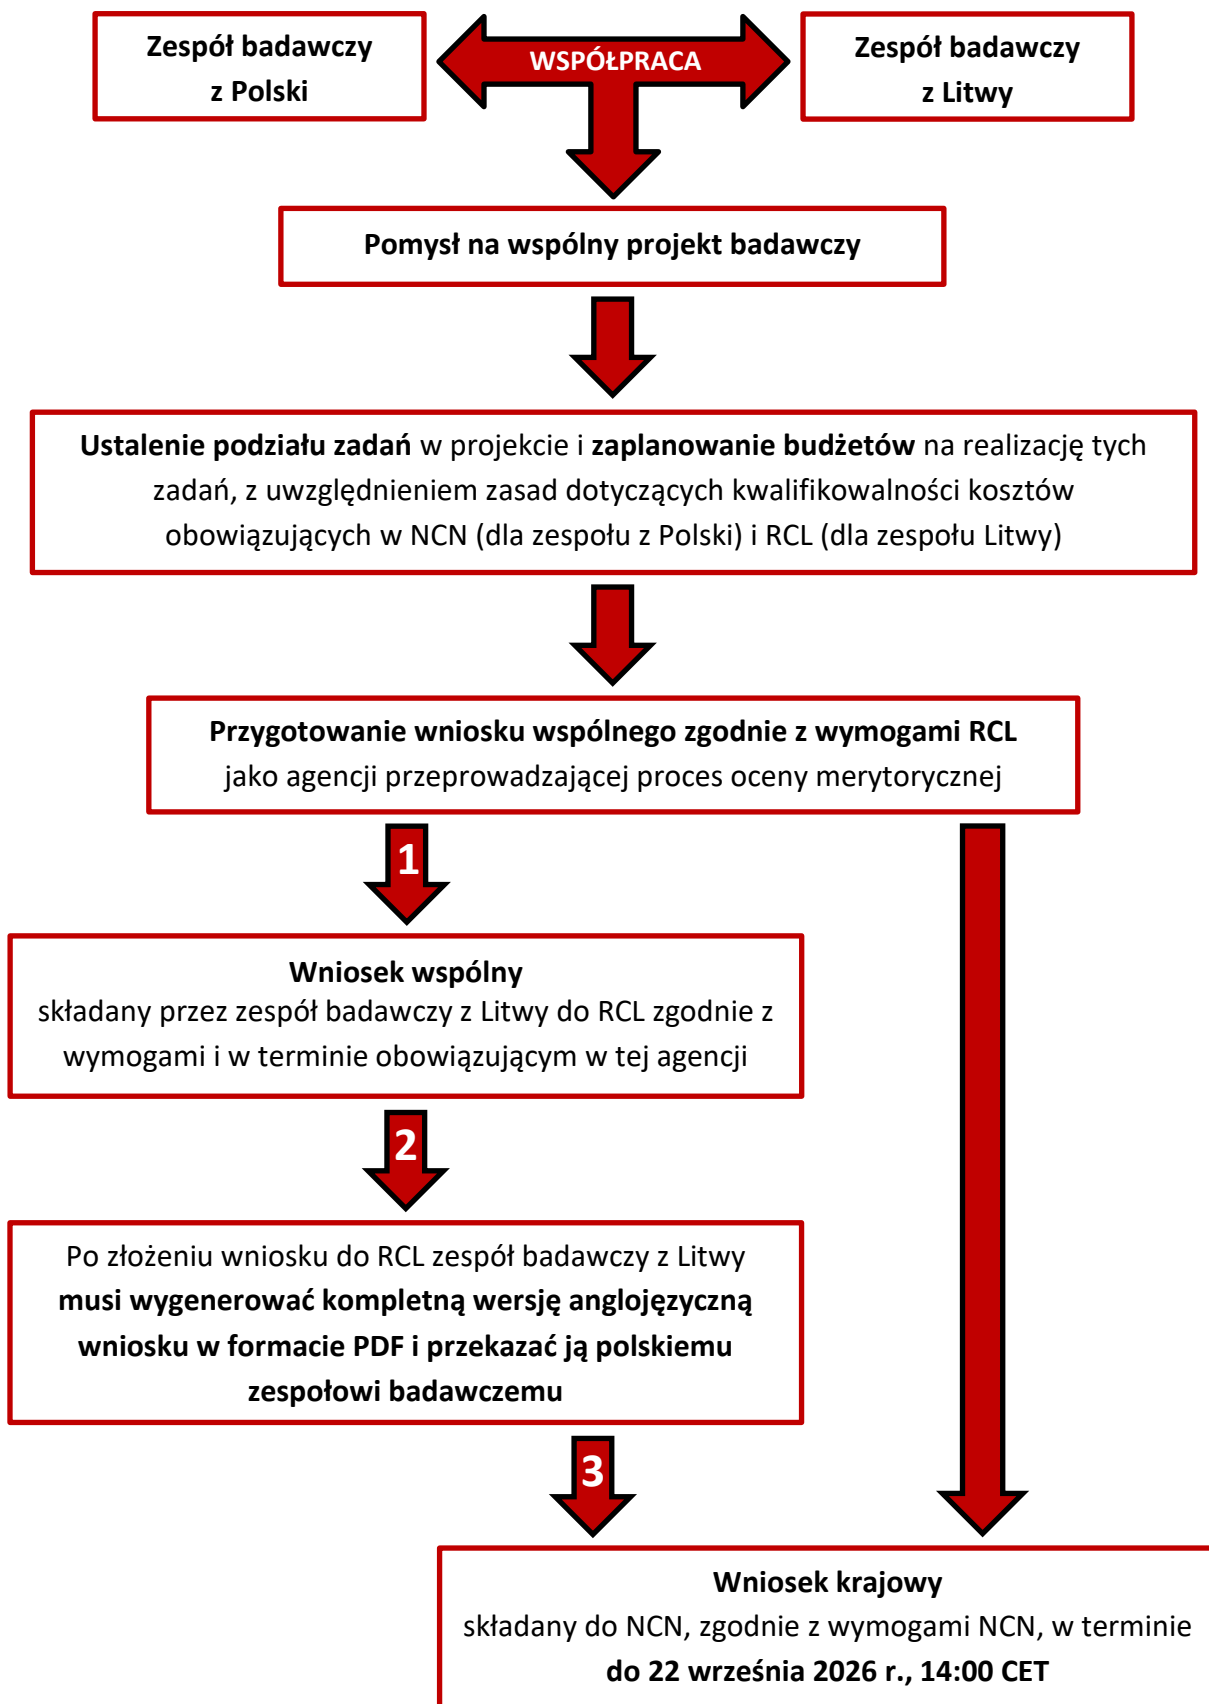 Zespół badawczy
z Polski
WSPÓŁPRACA
Zespół badawczy
z Litwy
Pomysł na wspólny projekt badawczy
Ustalenie podziału zadań w projekcie i zaplanowanie budżetów na realizację tych
zadań, z uwzględnieniem zasad dotyczących kwalifikowalności kosztów
obowiązujących w NCN (dla zespołu z Polski) i RCL (dla zespołu Litwy)
Przygotowanie wniosku wspólnego zgodnie z wymogami RCL
jako agencji przeprowadzającej proces oceny merytorycznej
1
Wniosek wspólny
składany przez zespół badawczy z Litwy do RCL zgodnie z
wymogami i w terminie obowiązującym w tej agencji
2
Po złożeniu wniosku do RCL zespół badawczy z Litwy
musi wygenerować kompletną wersję anglojęzyczną
wniosku w formacie PDF i przekazać ją polskiemu
zespołowi badawczemu
3
Wniosek krajowy
składany do NCN, zgodnie z wymogami NCN, w terminie
do 22 września 2026 r., 14:00 CET